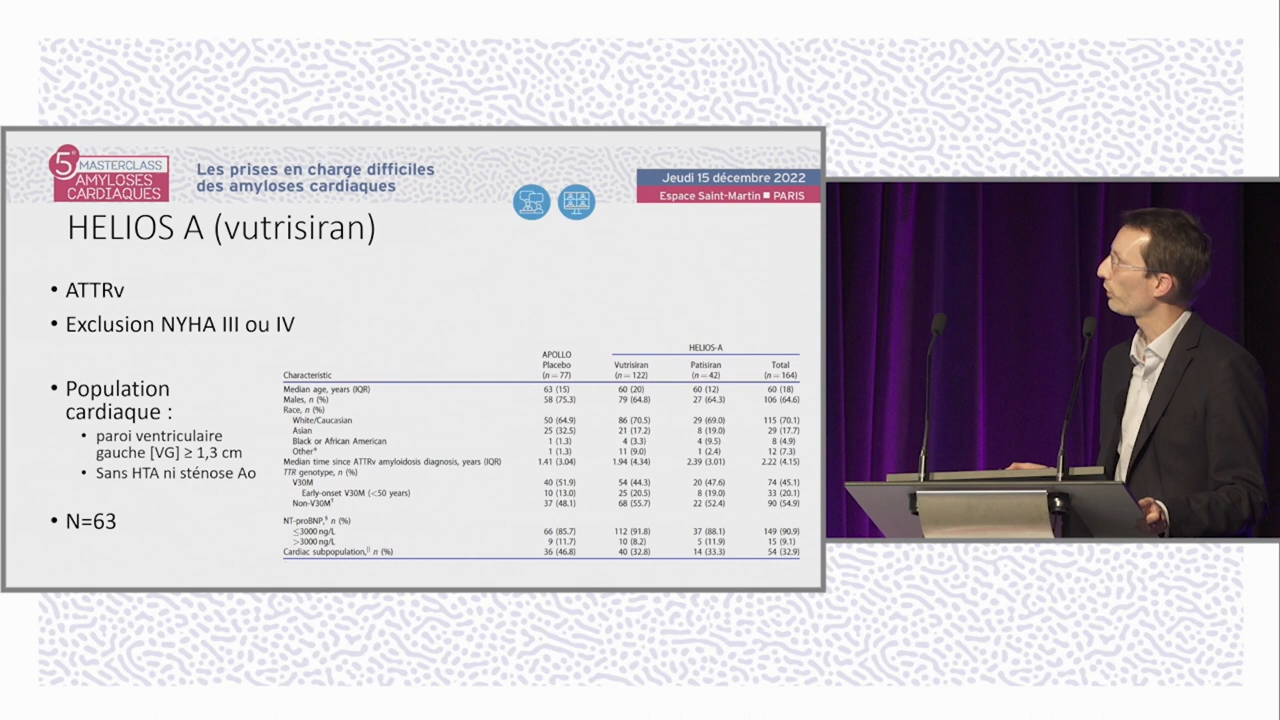 5e MASTERCLASS
AMYLOSES
CARDIAQUES
Les prises en charge difficiles
des amyloses cardiaques
Jeudi 15 décembre 2022
Espace Saint-Martin ■ PARIS
HELIOS A (vutrisiran)
• ATTRv
• Exclusion NYHA III ou IV
• Population
cardiaque :
• paroi ventriculaire
gauche [VG] ≥ 1,3 cm
• Sans HTA ni sténose Ao
• N=63
HELIOS-A
APOLLO
Placebo Vutrisiran Patisiran Total
Characteristic (n = 77) (n = 122) (n = 42) (n = 164)
Median age, years (IQR) 63 (15) 60 (20) 60 (12) 60 (18)
Males, n (%) 58 (75.3) 79 (64.8) 27 (64.3) 106 (64.6)
Race, n (%)
White/Caucasian 50 (64.9) 86 (70.5) 29 (69.0) 115 (70.1)
Asian 25 (32.5) 21 (17.2) 8 (19.0) 29 (17.7)
Black or African American 1 (1.3) 4 (3.3) 4 (9.5) 8 (4.9)
Other* 1 (1.3) 11 (9.0) 1 (2.4) 12 (7.3)
Median time since ATTRv amyloidosis diagnosis, years (IQR) 1.41 (3.04) 1.94 (4.34) 2.39 (3.01) 2.22 (4.15)
TTR genotype, n (%)
V30M 40 (51.9) 54 (44.3) 20 (47.6) 74 (45.1)
Early-onset V30M (<50 years) 10 (13.0) 25 (20.5) 8 (19.0) 33 (20.1)
Non-V30M† 37 (48.1) 68 (55.7) 22 (52.4) 90 (54.9)
NT-proBNP,§ n (%)
≤3000 ng/L 66 (85.7) 112 (91.8) 37 (88.1) 149 (90.9)
>3000 ng/L 9 (11.7) 10 (8.2) 5 (11.9) 15 (9.1)
Cardiac subpopulation,|| n (%) 36 (46.8) 40 (32.8) 14 (33.3) 54 (32.9)